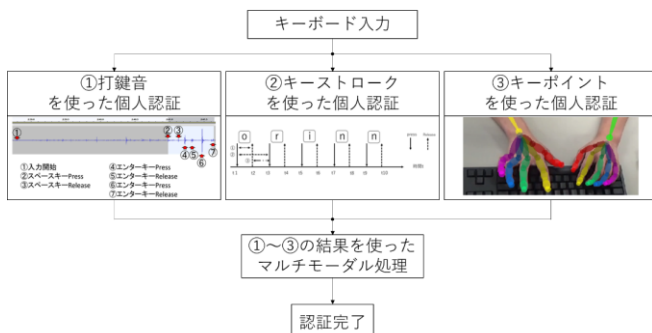 キーボード入力
①打鍵音
を使った個人認証
②キーストローク
を使った個人認証
③キーポイント
を使った個人認証
①
②
③
④
⑤
⑥
⑦
①入力開始
②スペースキーPress
③スペースキーRelease
④エンターキーPress
⑤エンターキーRelease
⑥エンターキーPress
⑦エンターキーRelease
o r i n n
①
②
③
press
Release
t1 t2 t3 t4 t5 t6 t7 t8 t9 t10
①～③の結果を使った
マルチモーダル処理
認証完了